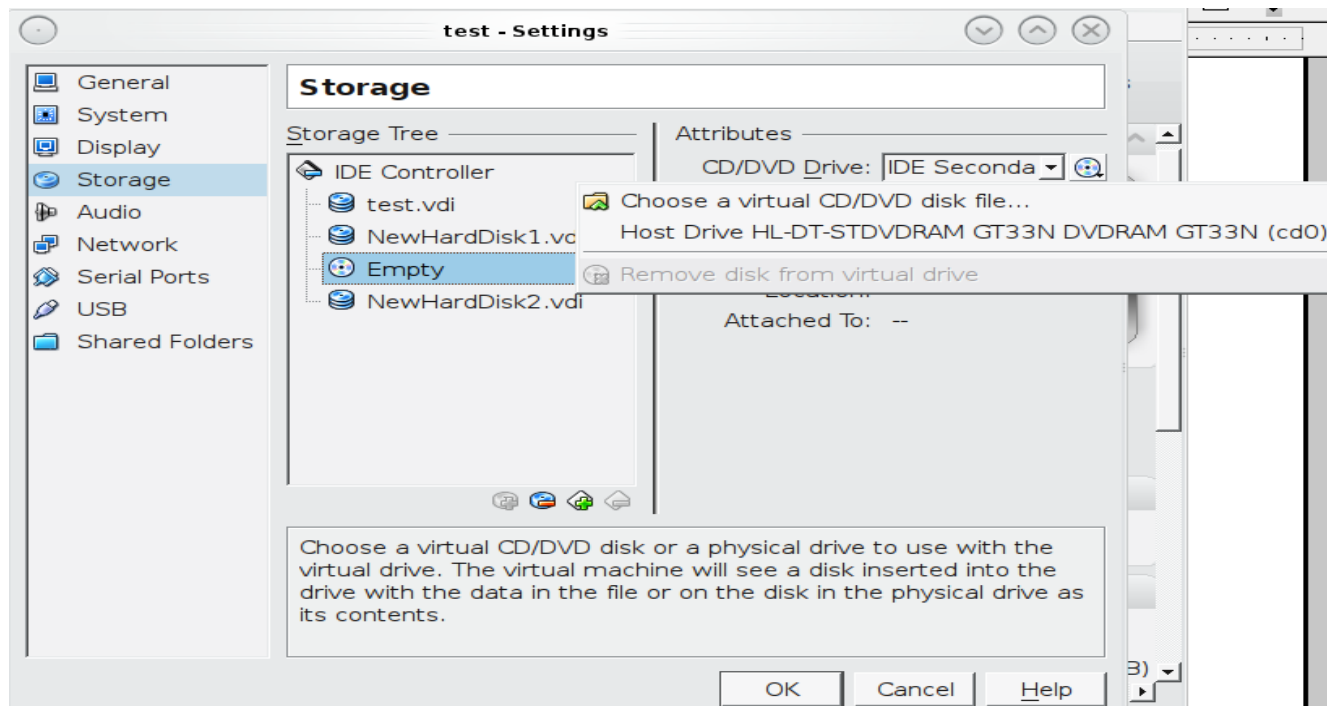 test - Settings
General
System
Display
Storage
Audio
Network
Serial Ports
USB
Shared Folders
Storage
Storage Tree
IDE Controller
test.vdi
NewHardDisk1.vd
Empty
NewHardDisk2.vdi
Attributes
CD/DVD Drive: IDE Seconda
Choose a virtual CD/DVD disk file...
Host Drive HL-DT-STDVDRAM GT33N DVDRAM GT33N (cd0)
Remove disk from virtual drive
Location:
Attached To: --
Choose a virtual CD/DVD disk or a physical drive to use with the
virtual drive. The virtual machine will see a disk inserted into the
drive with the data in the file or on the disk in the physical drive as
its contents.
OK Cancel Help
B)